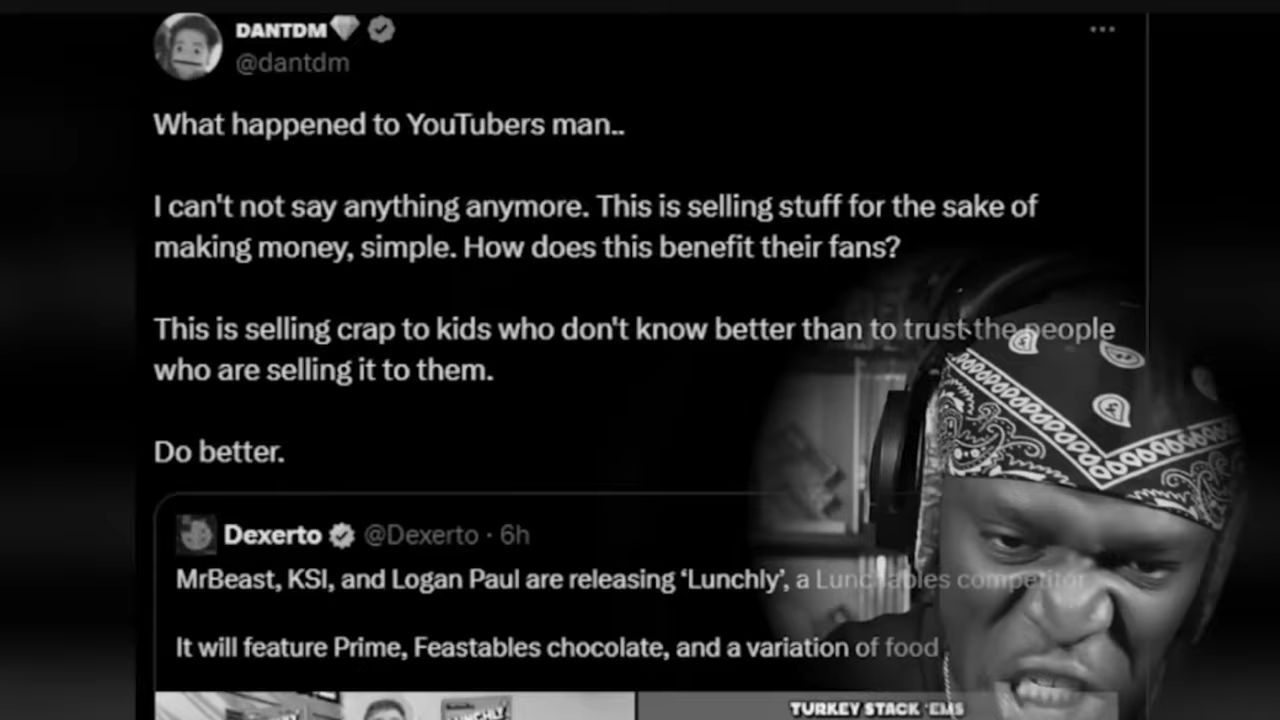 DANTDM
@dantdm
What happened to YouTubers man..
I can't not say anything anymore. This is selling stuff for the sake of
making money, simple. How does this benefit their fans?
This is selling crap to kids who don't know better than to trust the people
who are selling it to them.
Do better.
Dexerto @Dexerto · 6h
MrBeast, KSI, and Logan Paul are releasing ‘Lunchly’, a Lunchables competitor
It will feature Prime, Feastables chocolate, and a variation of food
LUNCHLY
TURKEY STACK 'EMS